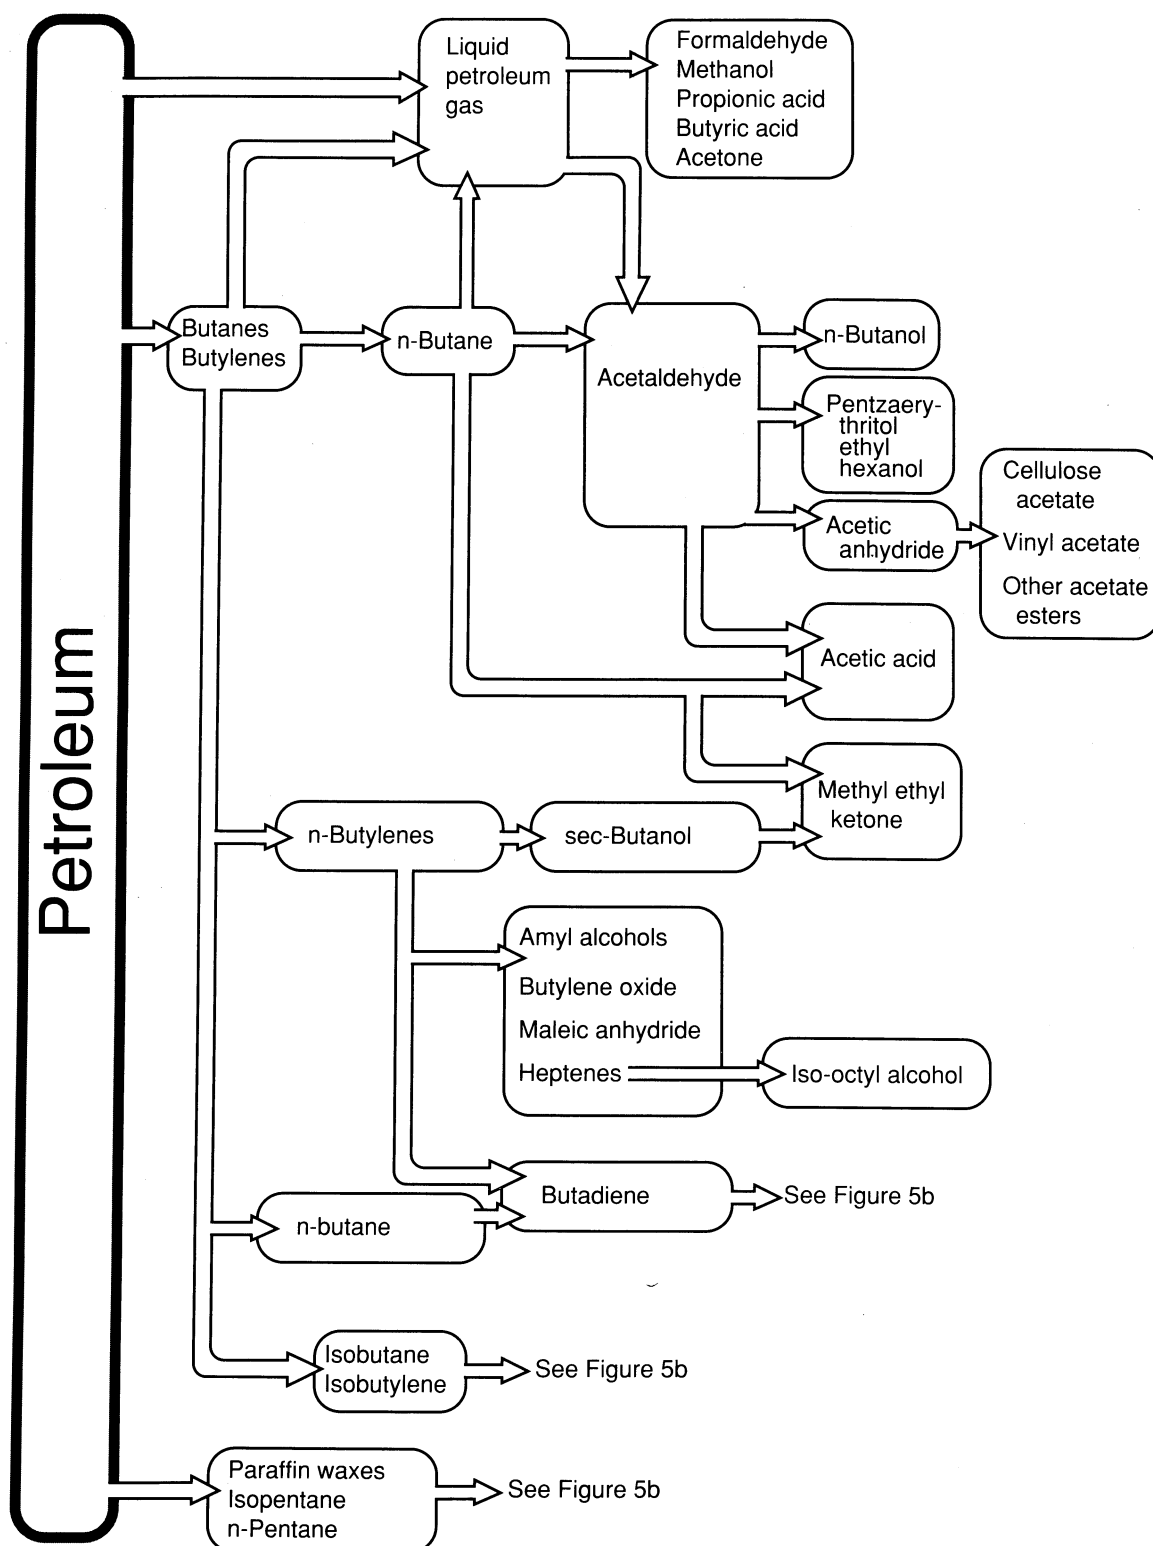 Petroleum
Liquid
petroleum
gas
Formaldehyde
Methanol
Propionic acid
Butyric acid
Acetone
Butanes
Butylenes
n-Butane
Acetaldehyde
n-Butanol
Pentzaery-
thritol
ethyl
hexanol
Acetic
anhydride
Cellulose
acetate
Vinyl acetate
Other acetate
esters
Acetic acid
Methyl ethyl
ketone
n-Butylenes
sec-Butanol
Amyl alcohols
Butylene oxide
Maleic anhydride
Heptenes
Iso-octyl alcohol
Butadiene
See Figure 5b
n-butane
Isobutane
Isobutylene
See Figure 5b
Paraffin waxes
Isopentane
n-Pentane
See Figure 5b